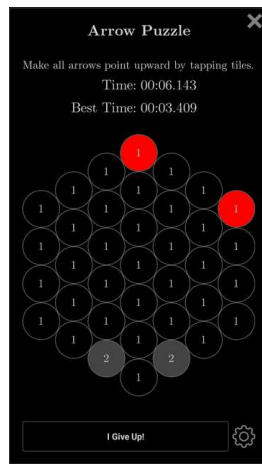 Arrow Puzzle
Make all arrows point upward by tapping tiles.
Time: 00:06.143
Best Time: 00:03.409
1
1 1
1 1 1
1 1 1 1
1 1 1
1 1 1 1
1 1 1
1 1 1 1
1 1 1
1 1 1 1
1 1 1
2 2
1
I Give Up!